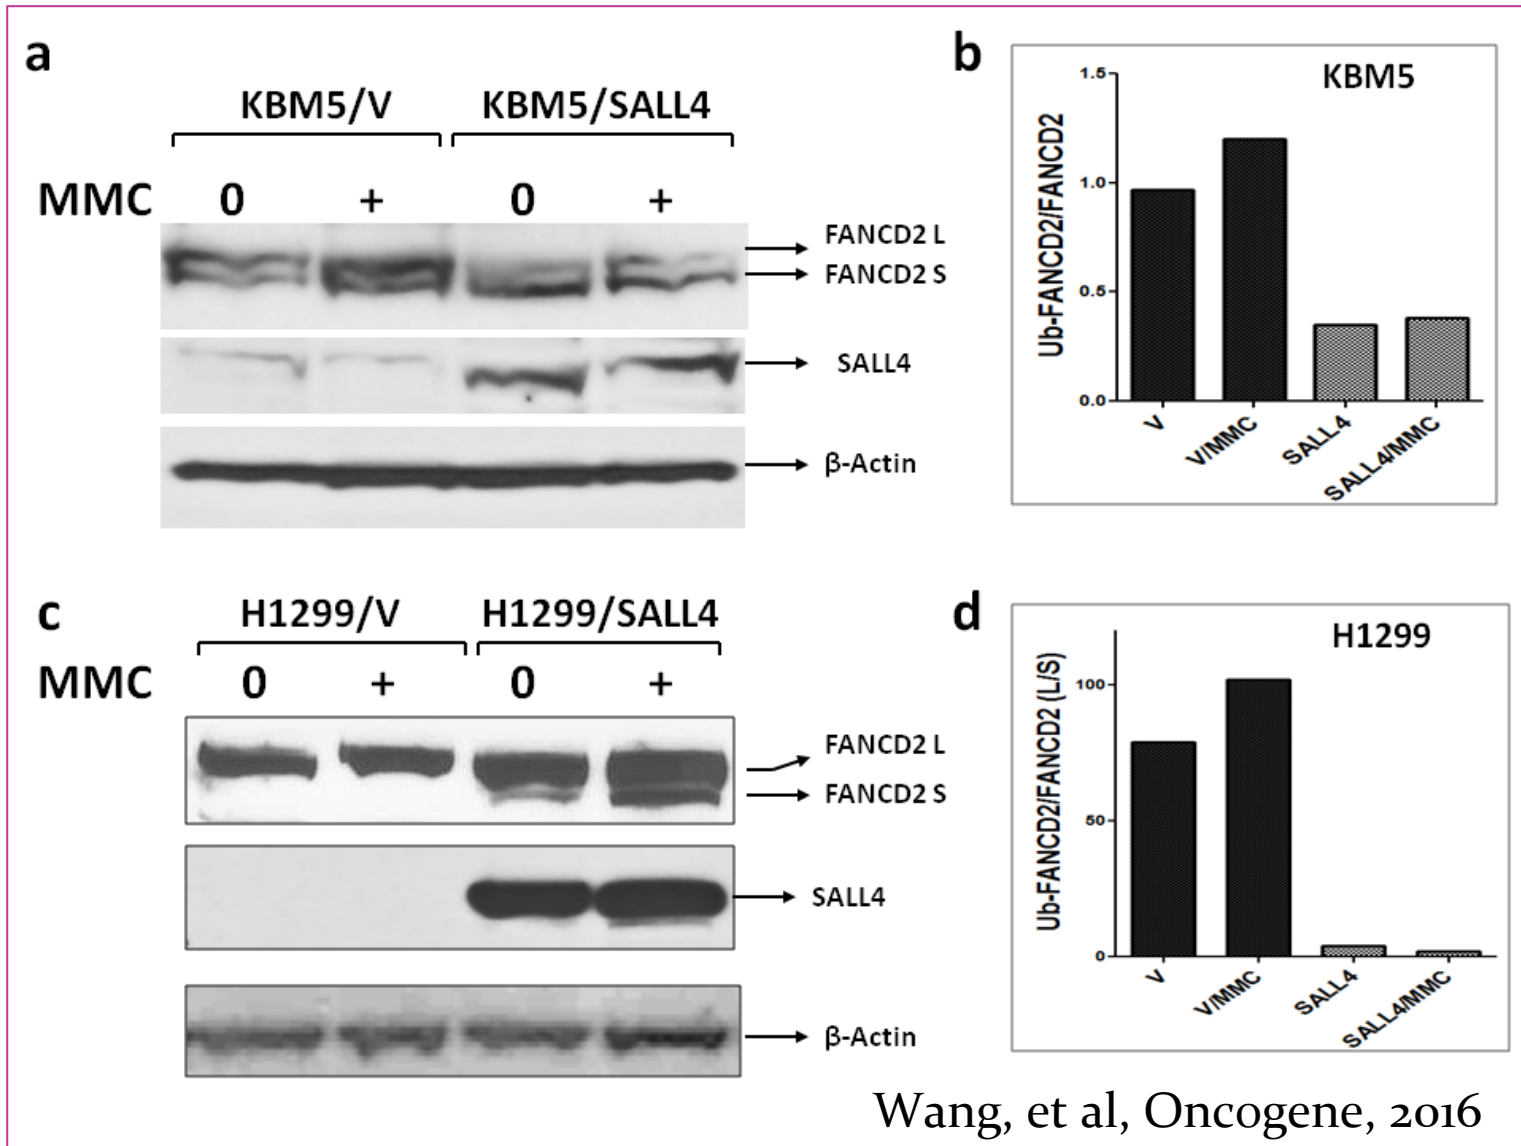 a
KBM5/V KBM5/SALL4
MMC 0 + 0 +
FANCD2 L
FANCD2 S
SALL4
β-Actin
b
KBM5
Ub-FANCD2/FANCD2
1.5
1.0
0.5
0.0
V V/MMC SALL4 SALL4/MMC
c
H1299/V H1299/SALL4
MMC 0 + 0 +
FANCD2 L
FANCD2 S
SALL4
β-Actin
d
H1299
Ub-FANCD2/FANCD2 (L/S)
100
50
0
V V/MMC SALL4 SALL4/MMC
Wang, et al, Oncogene, 2016